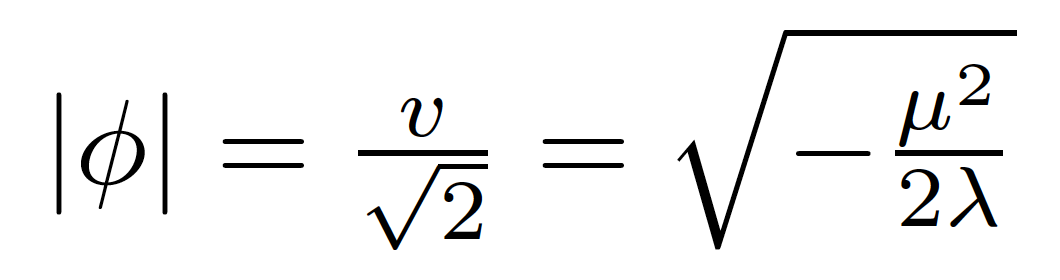 |ϕ| = v/√2 = √(−μ²/2λ)